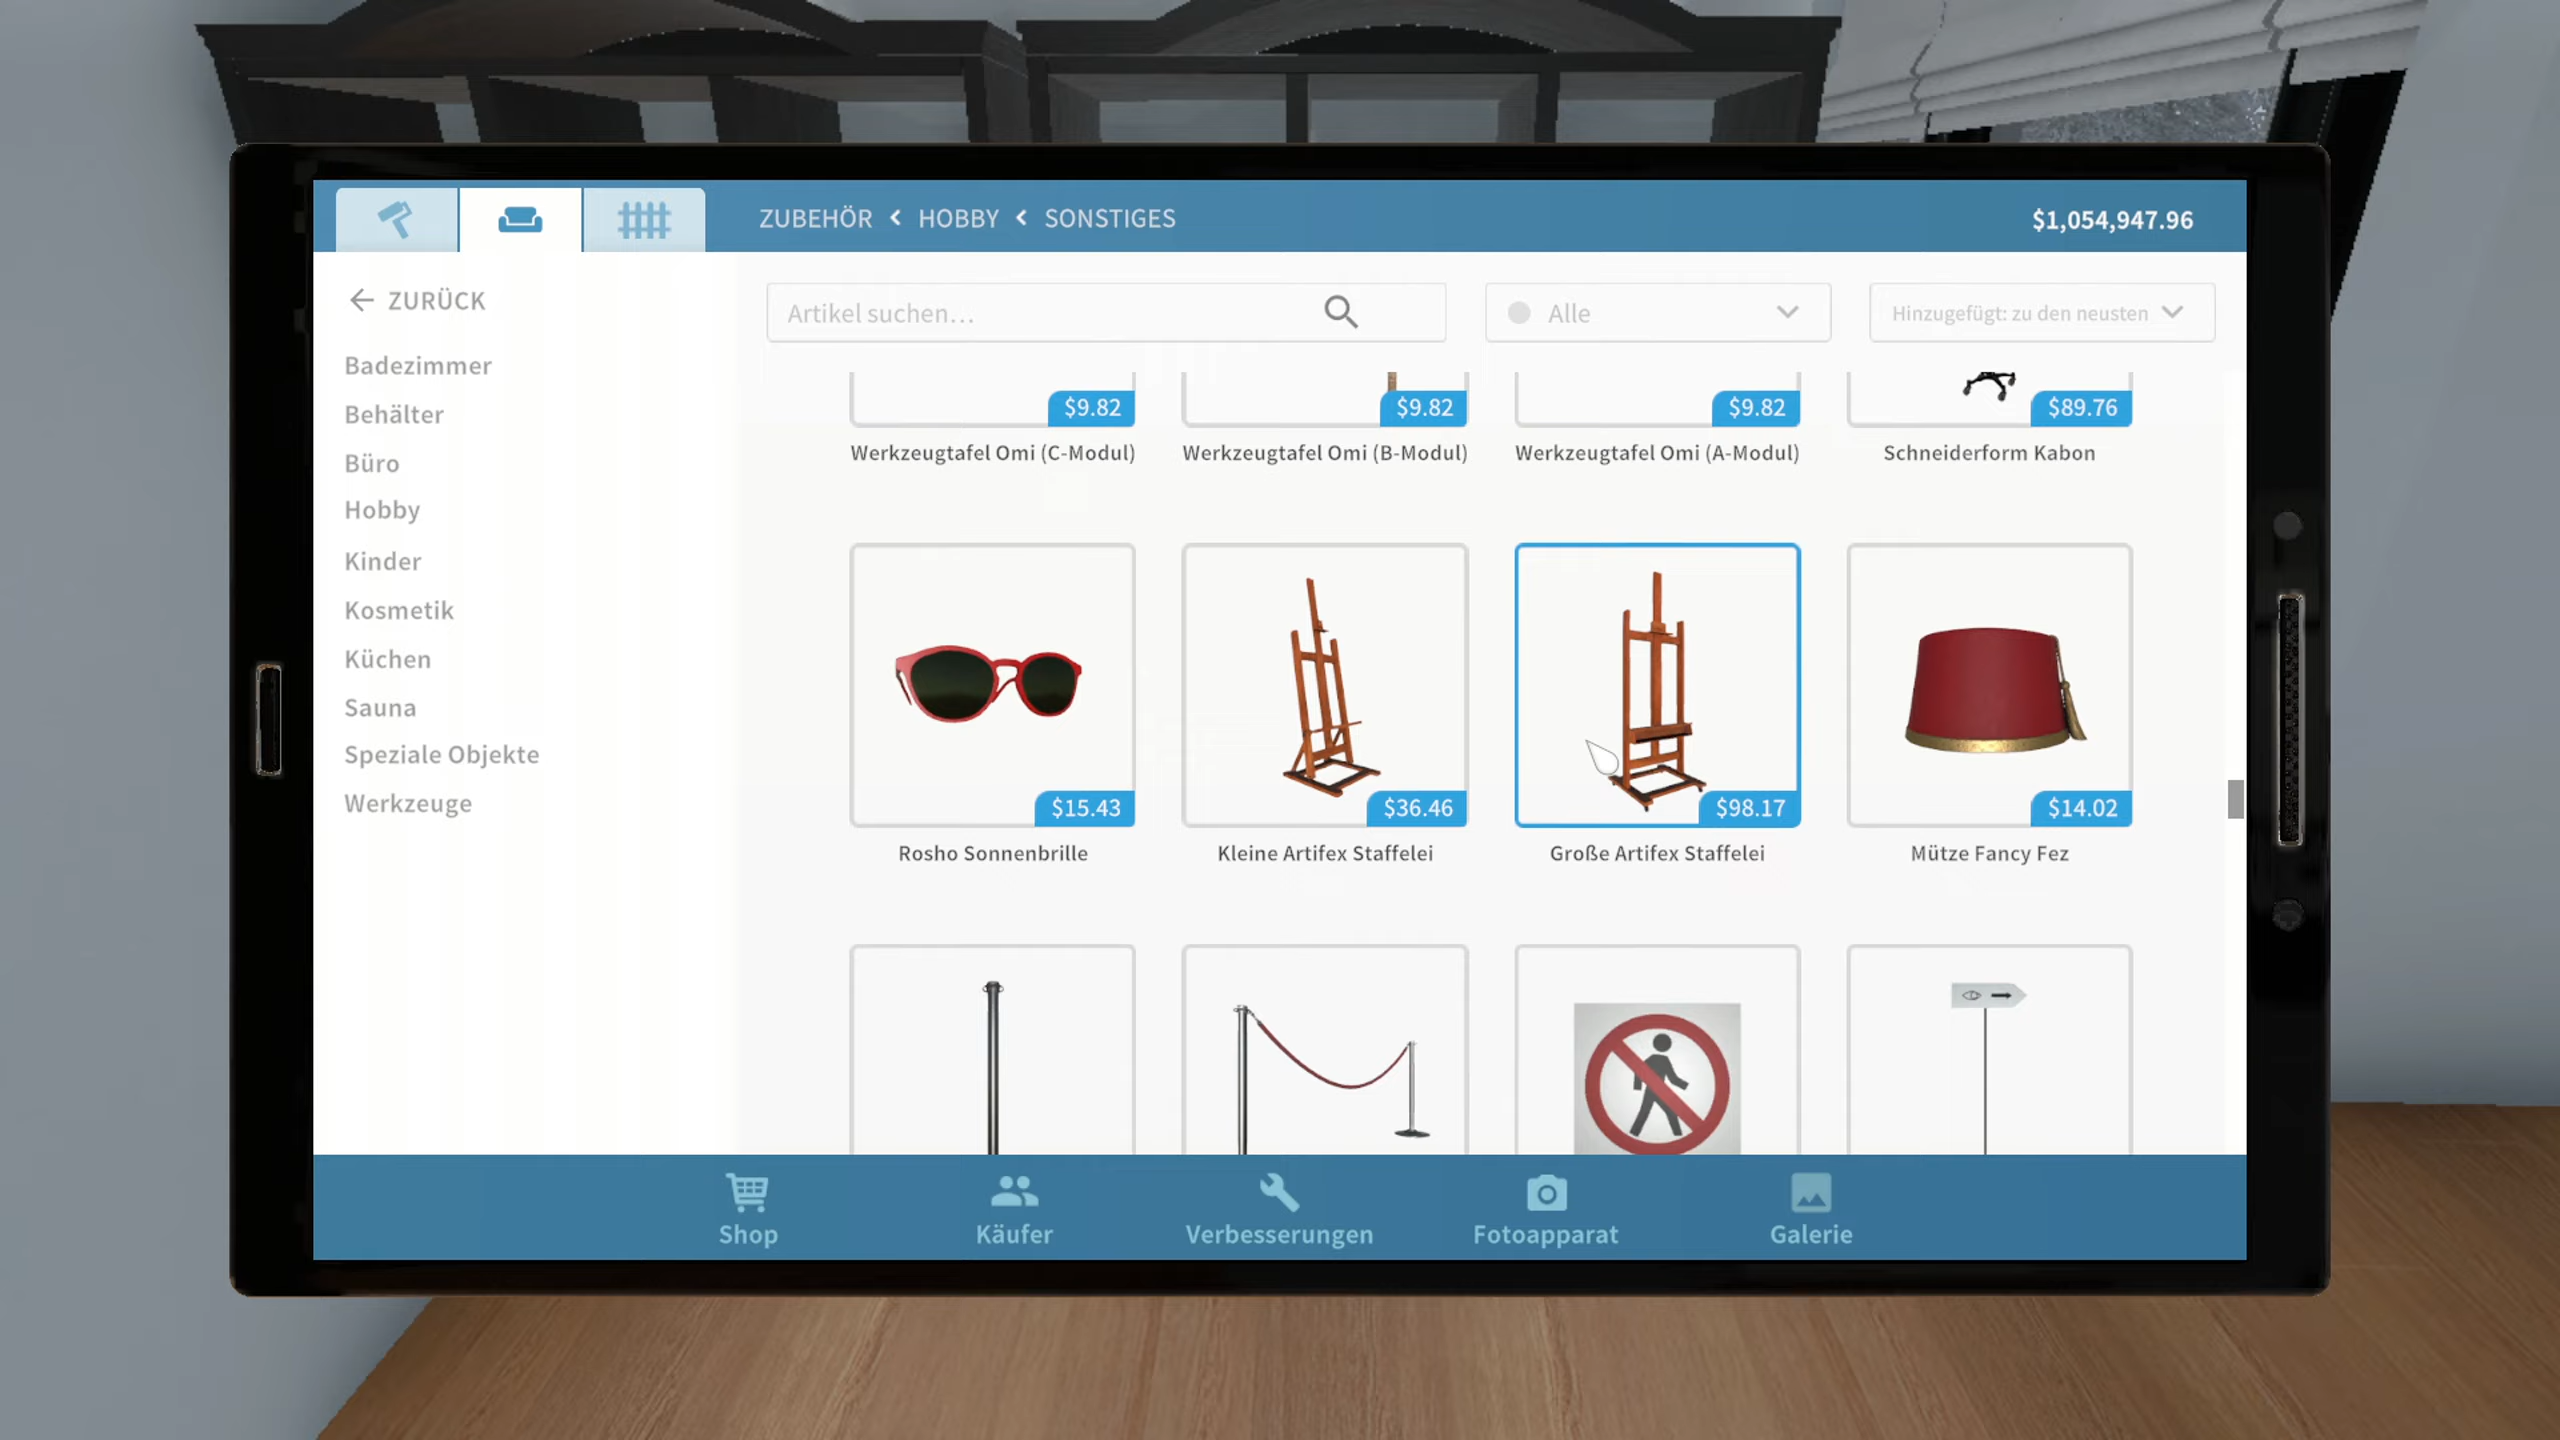 ZUBEHÖR < HOBBY < SONSTIGES
$1,054,947.96
ZURÜCK
Artikel suchen...
Alle
Hinzugefügt: zu den neusten
Badezimmer
Behälter
Büro
Hobby
Kinder
Kosmetik
Küchen
Sauna
Speziale Objekte
Werkzeuge
$9.82
$9.82
$9.82
$89.76
Werkzeugtafel Omi (C-Modul)
Werkzeugtafel Omi (B-Modul)
Werkzeugtafel Omi (A-Modul)
Schneiderform Kabon
$15.43
$36.46
$98.17
$14.02
Rosho Sonnenbrille
Kleine Artifex Staffelei
Große Artifex Staffelei
Mütze Fancy Fez
Shop
Käufer
Verbesserungen
Fotoapparat
Galerie